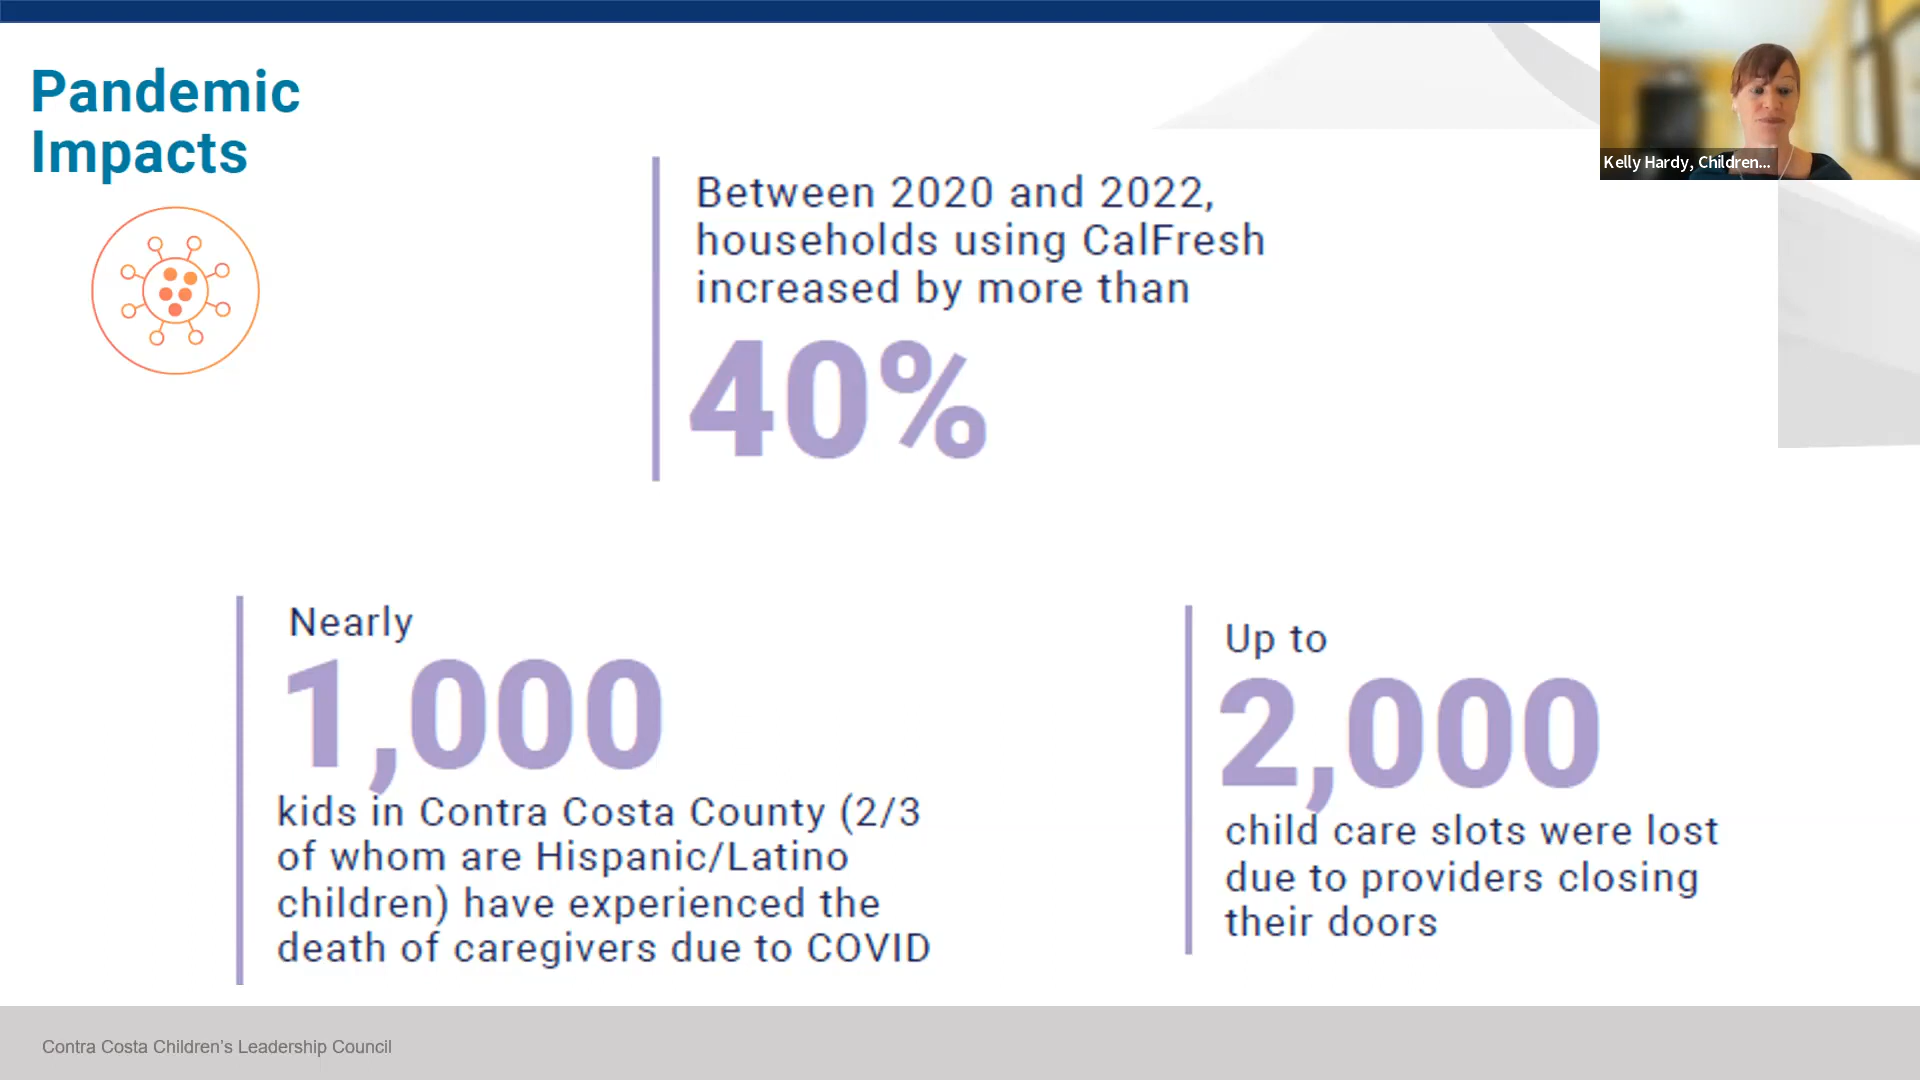 Pandemic
Impacts
Kelly Hardy, Children...
Between 2020 and 2022,
households using CalFresh
increased by more than
40%
Nearly
1,000
kids in Contra Costa County (2/3
of whom are Hispanic/Latino
children) have experienced the
death of caregivers due to COVID
Up to
2,000
child care slots were lost
due to providers closing
their doors
Contra Costa Children’s Leadership Council